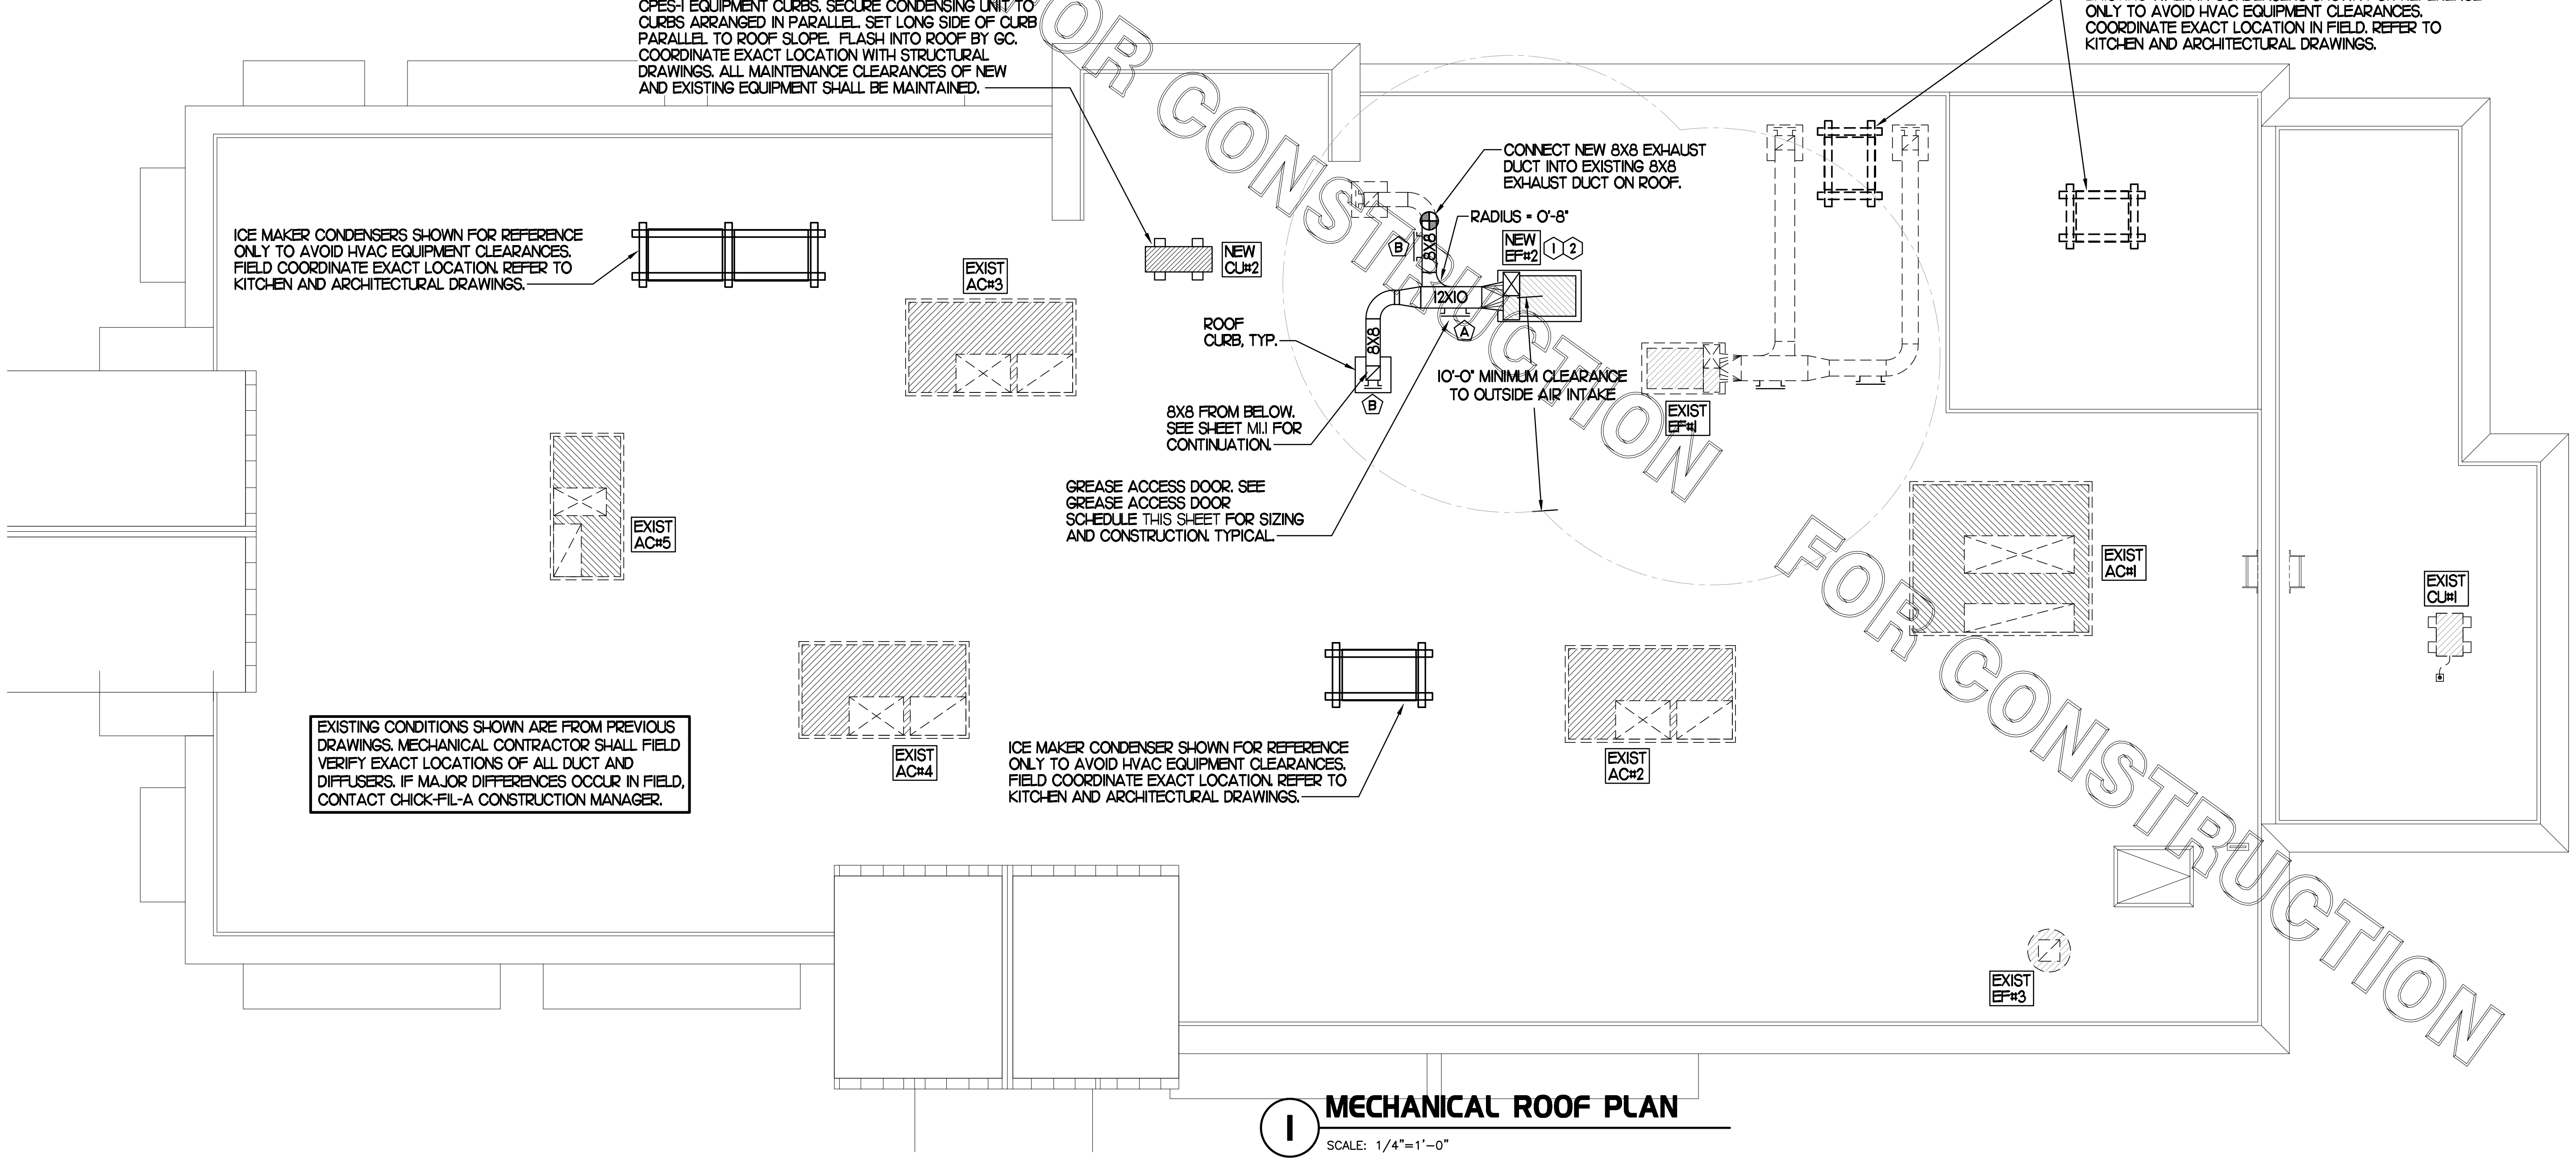 CPES-1 EQUIPMENT CURBS. SECURE CONDENSING UNIT TO
CURBS ARRANGED IN PARALLEL. SET LONG SIDE OF CURB
PARALLEL TO ROOF SLOPE. FLASH INTO ROOF BY GC.
COORDINATE EXACT LOCATION WITH STRUCTURAL
DRAWINGS. ALL MAINTENANCE CLEARANCES OF NEW
AND EXISTING EQUIPMENT SHALL BE MAINTAINED.
ONLY TO AVOID HVAC EQUIPMENT CLEARANCES.
COORDINATE EXACT LOCATION IN FIELD. REFER TO
KITCHEN AND ARCHITECTURAL DRAWINGS.
FOR CONSTRUCTION
CONNECT NEW 8X8 EXHAUST
DUCT INTO EXISTING 8X8
EXHAUST DUCT ON ROOF.
RADIUS = 0'-8"
ICE MAKER CONDENSERS SHOWN FOR REFERENCE
ONLY TO AVOID HVAC EQUIPMENT CLEARANCES.
FIELD COORDINATE EXACT LOCATION. REFER TO
KITCHEN AND ARCHITECTURAL DRAWINGS.
EXIST
AC#3
NEW
CU#2
B
8X8
NEW
EF#2
1
2
12X10
A
ROOF
CURB, TYP.
8X8
B
10'-0" MINIMUM CLEARANCE
TO OUTSIDE AIR INTAKE
EXIST
EF#1
8X8 FROM BELOW.
SEE SHEET M1.1 FOR
CONTINUATION.
GREASE ACCESS DOOR. SEE
GREASE ACCESS DOOR
SCHEDULE THIS SHEET FOR SIZING
AND CONSTRUCTION. TYPICAL.
EXIST
AC#5
EXIST
AC#1
EXIST
CU#1
FOR CONSTRUCTION
EXISTING CONDITIONS SHOWN ARE FROM PREVIOUS
DRAWINGS. MECHANICAL CONTRACTOR SHALL FIELD
VERIFY EXACT LOCATIONS OF ALL DUCT AND
DIFFUSERS. IF MAJOR DIFFERENCES OCCUR IN FIELD,
CONTACT CHICK-FIL-A CONSTRUCTION MANAGER.
EXIST
AC#4
ICE MAKER CONDENSER SHOWN FOR REFERENCE
ONLY TO AVOID HVAC EQUIPMENT CLEARANCES.
FIELD COORDINATE EXACT LOCATION. REFER TO
KITCHEN AND ARCHITECTURAL DRAWINGS.
EXIST
AC#2
EXIST
EF#3
1
MECHANICAL ROOF PLAN
SCALE: 1/4"=1'-0"